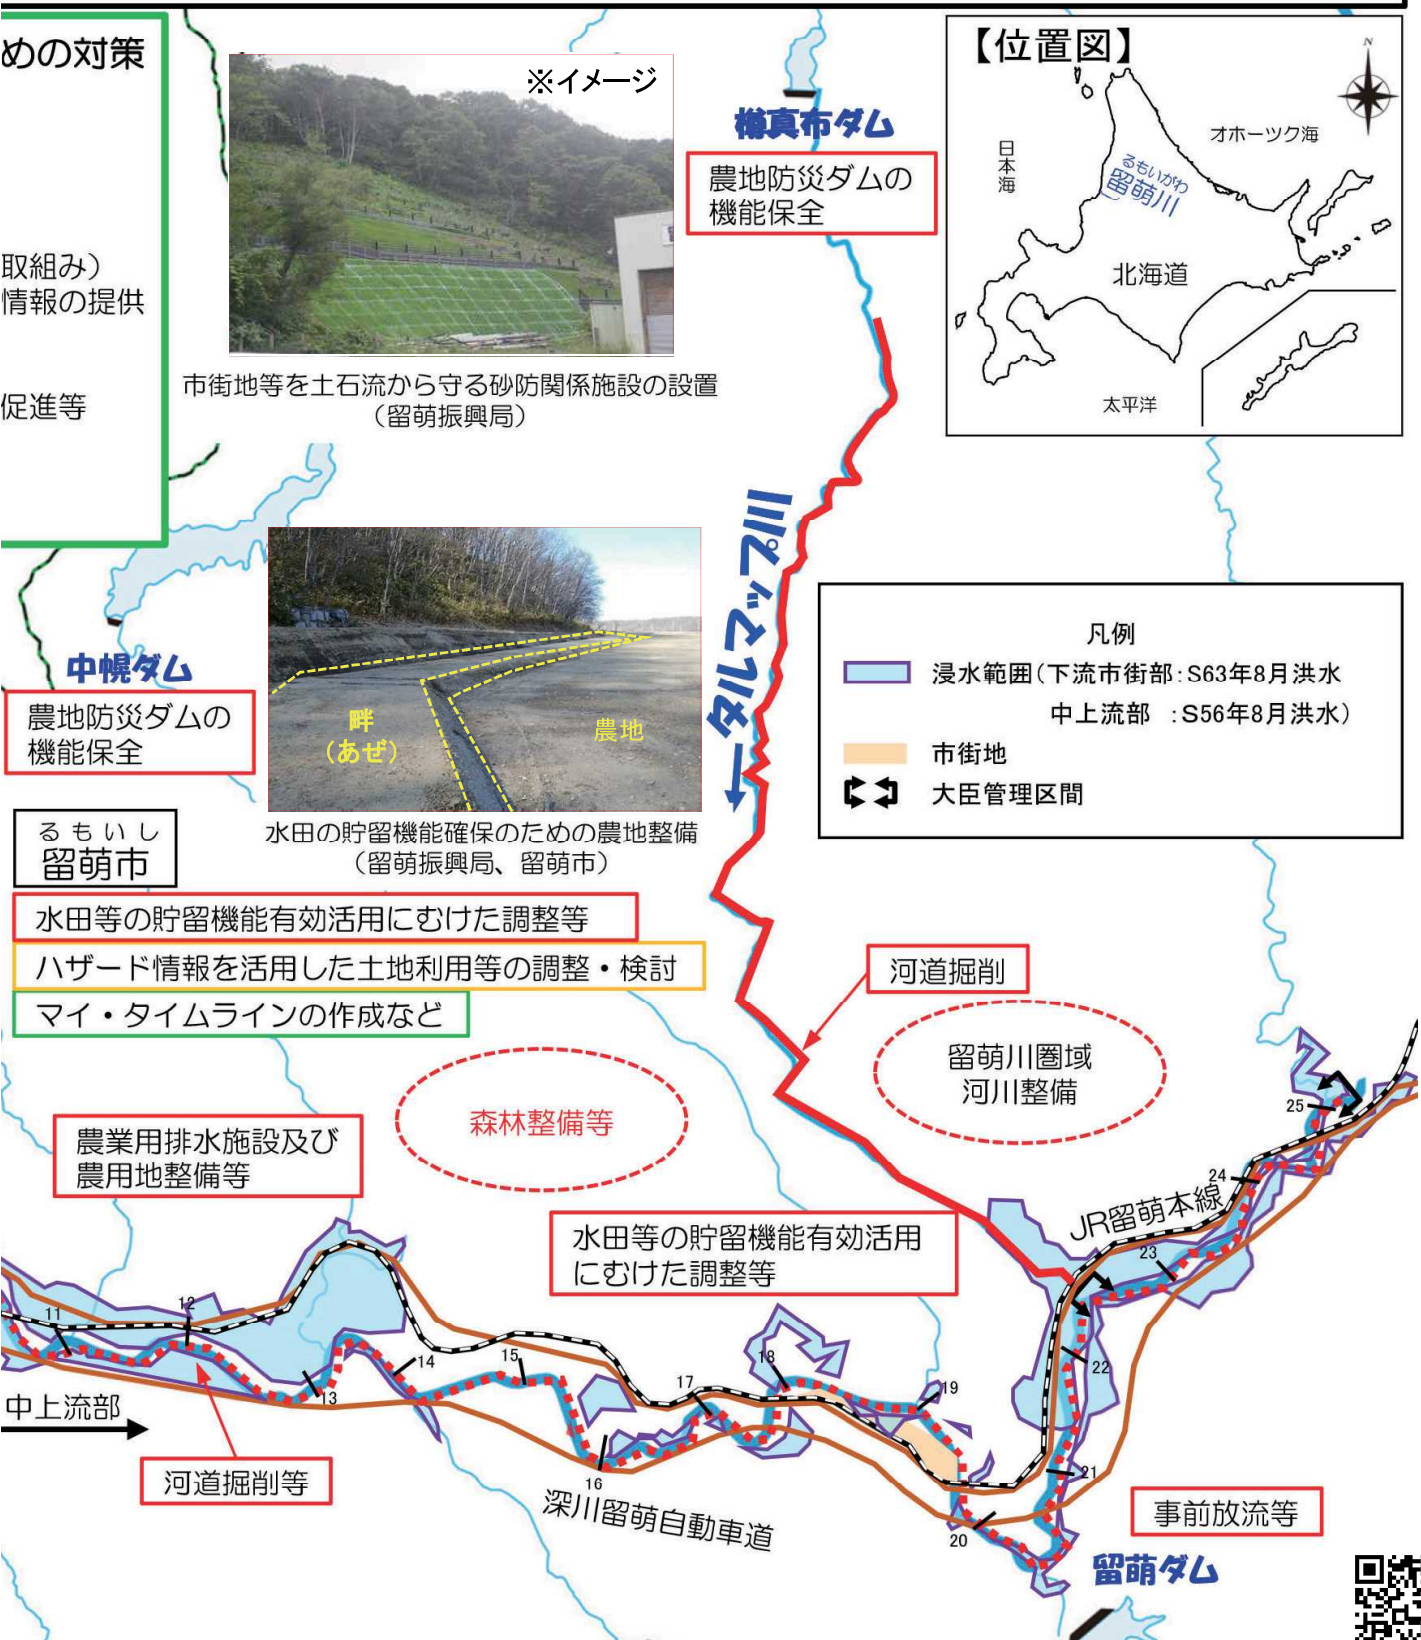 めの対策
取組み）
情報の提供
促進等
※イメージ
市街地等を土石流から守る砂防関係施設の設置
（留萌振興局）
樽真布ダム
農地防災ダムの
機能保全
【位置図】
N
オホーツク海
日本海
るもいがわ
留萌川
北海道
太平洋
タルマップ川
中幌ダム
農地防災ダムの
機能保全
畔
（あぜ）
農地
水田の貯留機能確保のための農地整備
（留萌振興局、留萌市）
凡例
浸水範囲（下流市街部：S63年8月洪水
中上流部 ：S56年8月洪水）
市街地
大臣管理区間
るもいし
留萌市
水田等の貯留機能有効活用にむけた調整等
ハザード情報を活用した土地利用等の調整・検討
マイ・タイムラインの作成など
河道掘削
留萌川圏域
河川整備
森林整備等
農業用排水施設及び
農用地整備等
水田等の貯留機能有効活用
にむけた調整等
JR留萌本線
25
24
23
22
21
20
19
18
17
16
15
14
13
12
11
中上流部
河道掘削等
深川留萌自動車道
事前放流等
留萌ダム